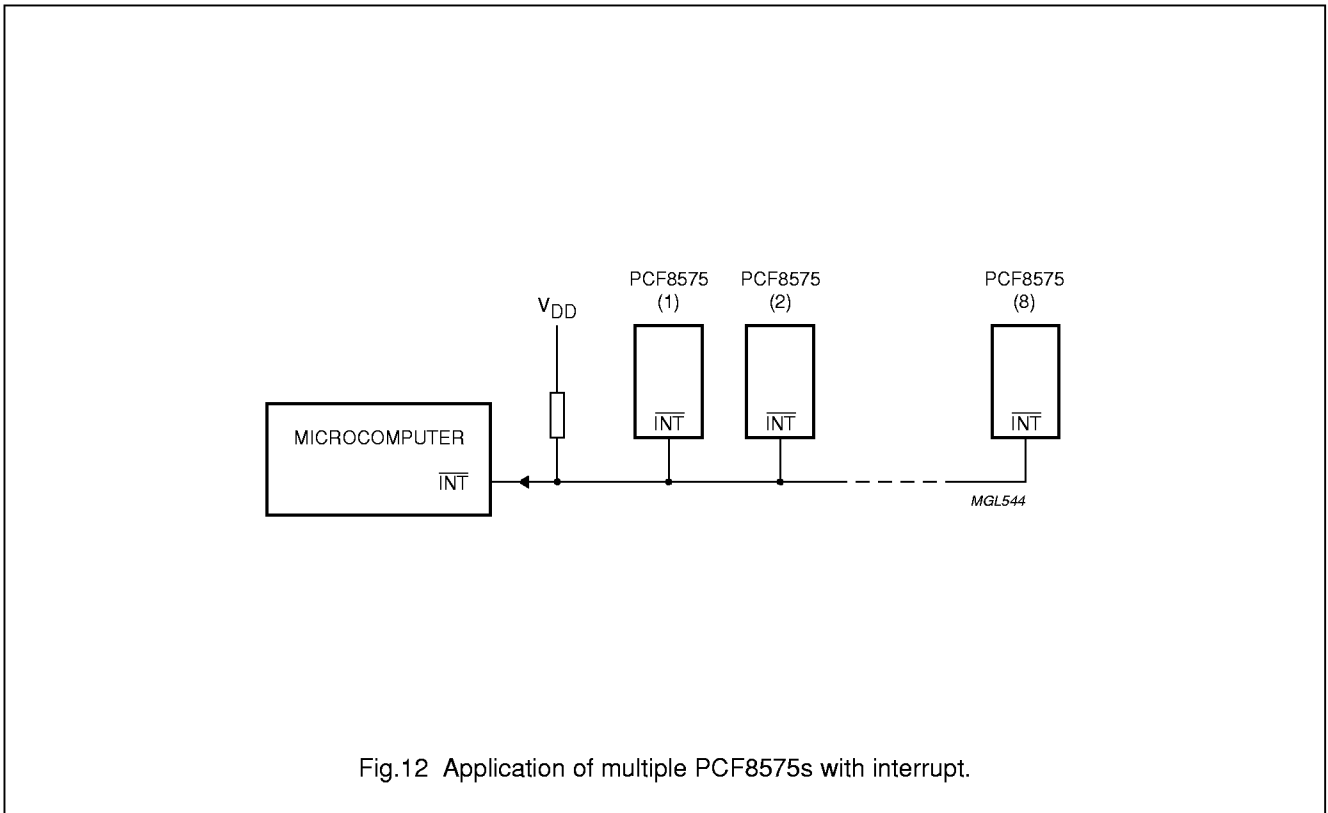 PCF8575 PCF8575 PCF8575
(1) (2) (8)
VDD
INT INT INT
MICROCOMPUTER
INT
MGL544
Fig.12 Application of multiple PCF8575s with interrupt.